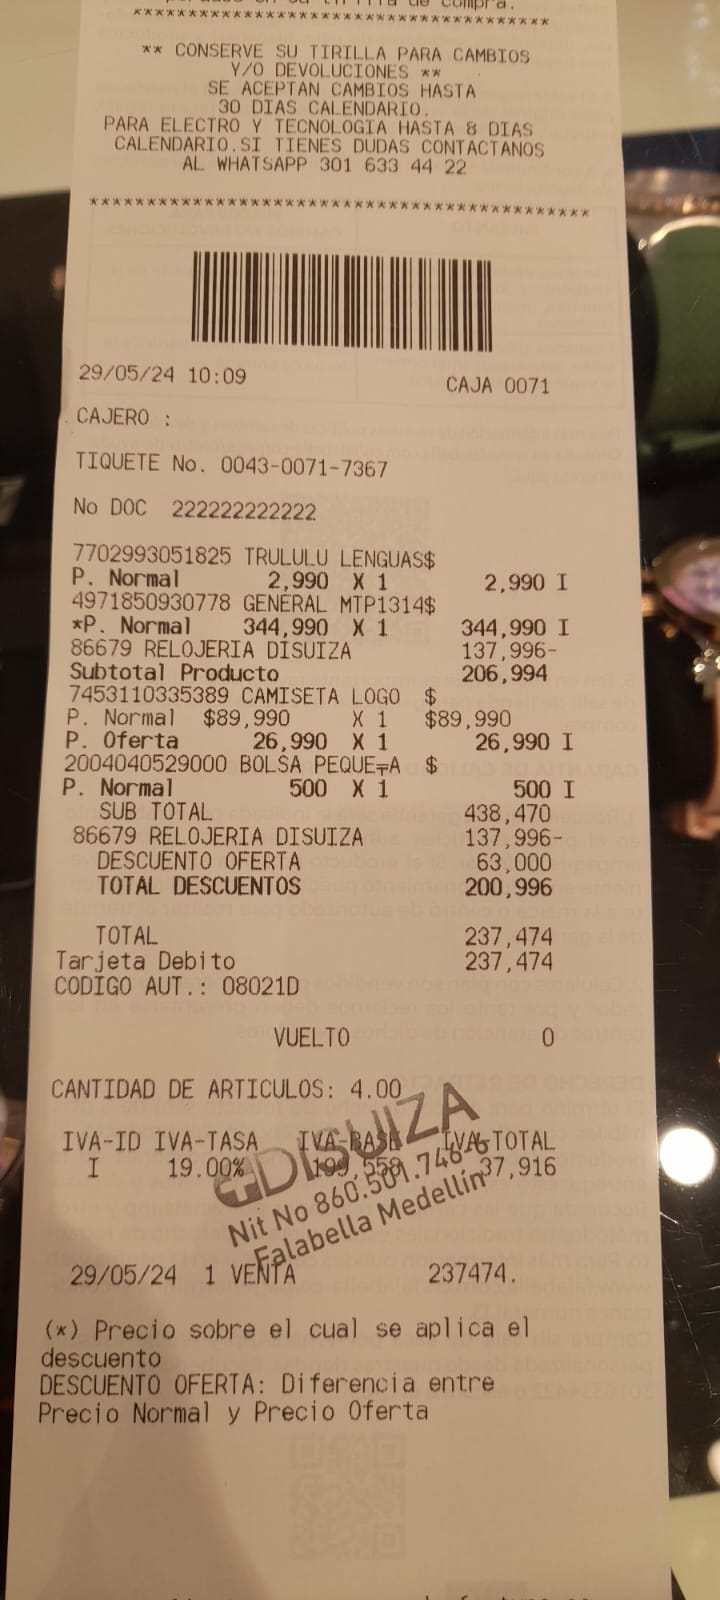 de compra.
*****************************************
** CONSERVE SU TIRILLA PARA CAMBIOS
Y/O DEVOLUCIONES **
SE ACEPTAN CAMBIOS HASTA
30 DIAS CALENDARIO.
PARA ELECTRO Y TECNOLOGIA HASTA 8 DIAS
CALENDARIO.SI TIENES DUDAS CONTACTANOS
AL WHATSAPP 301 633 44 22
*********************************************
29/05/24 10:09 CAJA 0071
CAJERO :
TIQUETE No. 0043-0071-7367
No DOC 222222222222
7702993051825 TRULULU LENGUAS$
P. Normal 2,990 X 1 2,990 I
4971850930778 GENERAL MTP1314$
*P. Normal 344,990 X 1 344,990 I
86679 RELOJERIA DISUIZA 137,996-
Subtotal Producto 206,994
7453110335389 CAMISETA LOGO $
P. Normal $89,990 X 1 $89,990
P. Oferta 26,990 X 1 26,990 I
2004040529000 BOLSA PEQUE╤A $
P. Normal 500 X 1 500 I
SUB TOTAL 438,470
86679 RELOJERIA DISUIZA 137,996-
DESCUENTO OFERTA 63,000
TOTAL DESCUENTOS 200,996
TOTAL 237,474
Tarjeta Debito 237,474
CODIGO AUT.: 08021D
VUELTO 0
CANTIDAD DE ARTICULOS: 4.00
IVA-ID IVA-TASA IVA-BASE IVA-TOTAL
I 19.00% 199,558 37,916
DISUIZA
Nit No 860.501.746-6
Falabella Medellín
29/05/24 1 VENTA 237474.
(*) Precio sobre el cual se aplica el
descuento
DESCUENTO OFERTA: Diferencia entre
Precio Normal y Precio Oferta